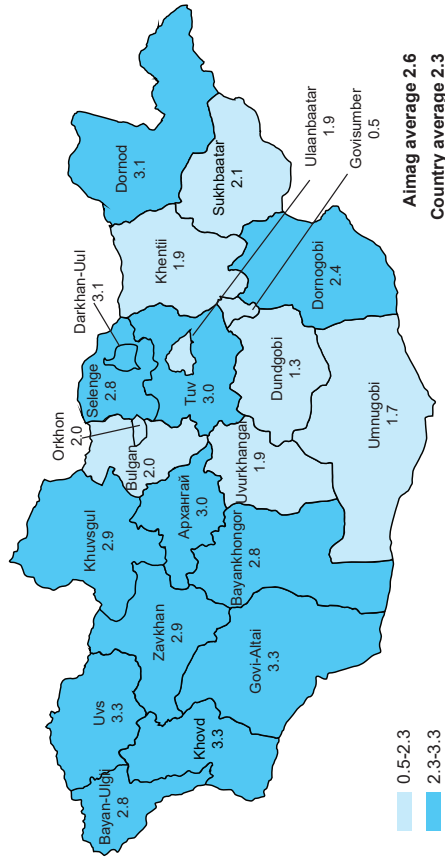 Bayan-Ulgii
2.8
Uvs
3.3
Khovd
3.3
Zavkhan
2.9
Govi-Altai
3.3
Khuvsgul
2.9
Архангай
3.0
Bayankhongor
2.8
Orkhon
2.0
Bulgan
2.0
Uvurkhangai
1.9
Selenge
2.8
Darkhan-Uul
3.1
Tuv
3.0
Dundgobi
1.3
Umnugobi
1.7
Khentii
1.9
Dornod
3.1
Sukhbaatar
2.1
Dornogobi
2.4
Ulaanbaatar
1.9
Govisumber
0.5
0.5-2.3
2.3-3.3
Aimag average 2.6
Country average 2.3